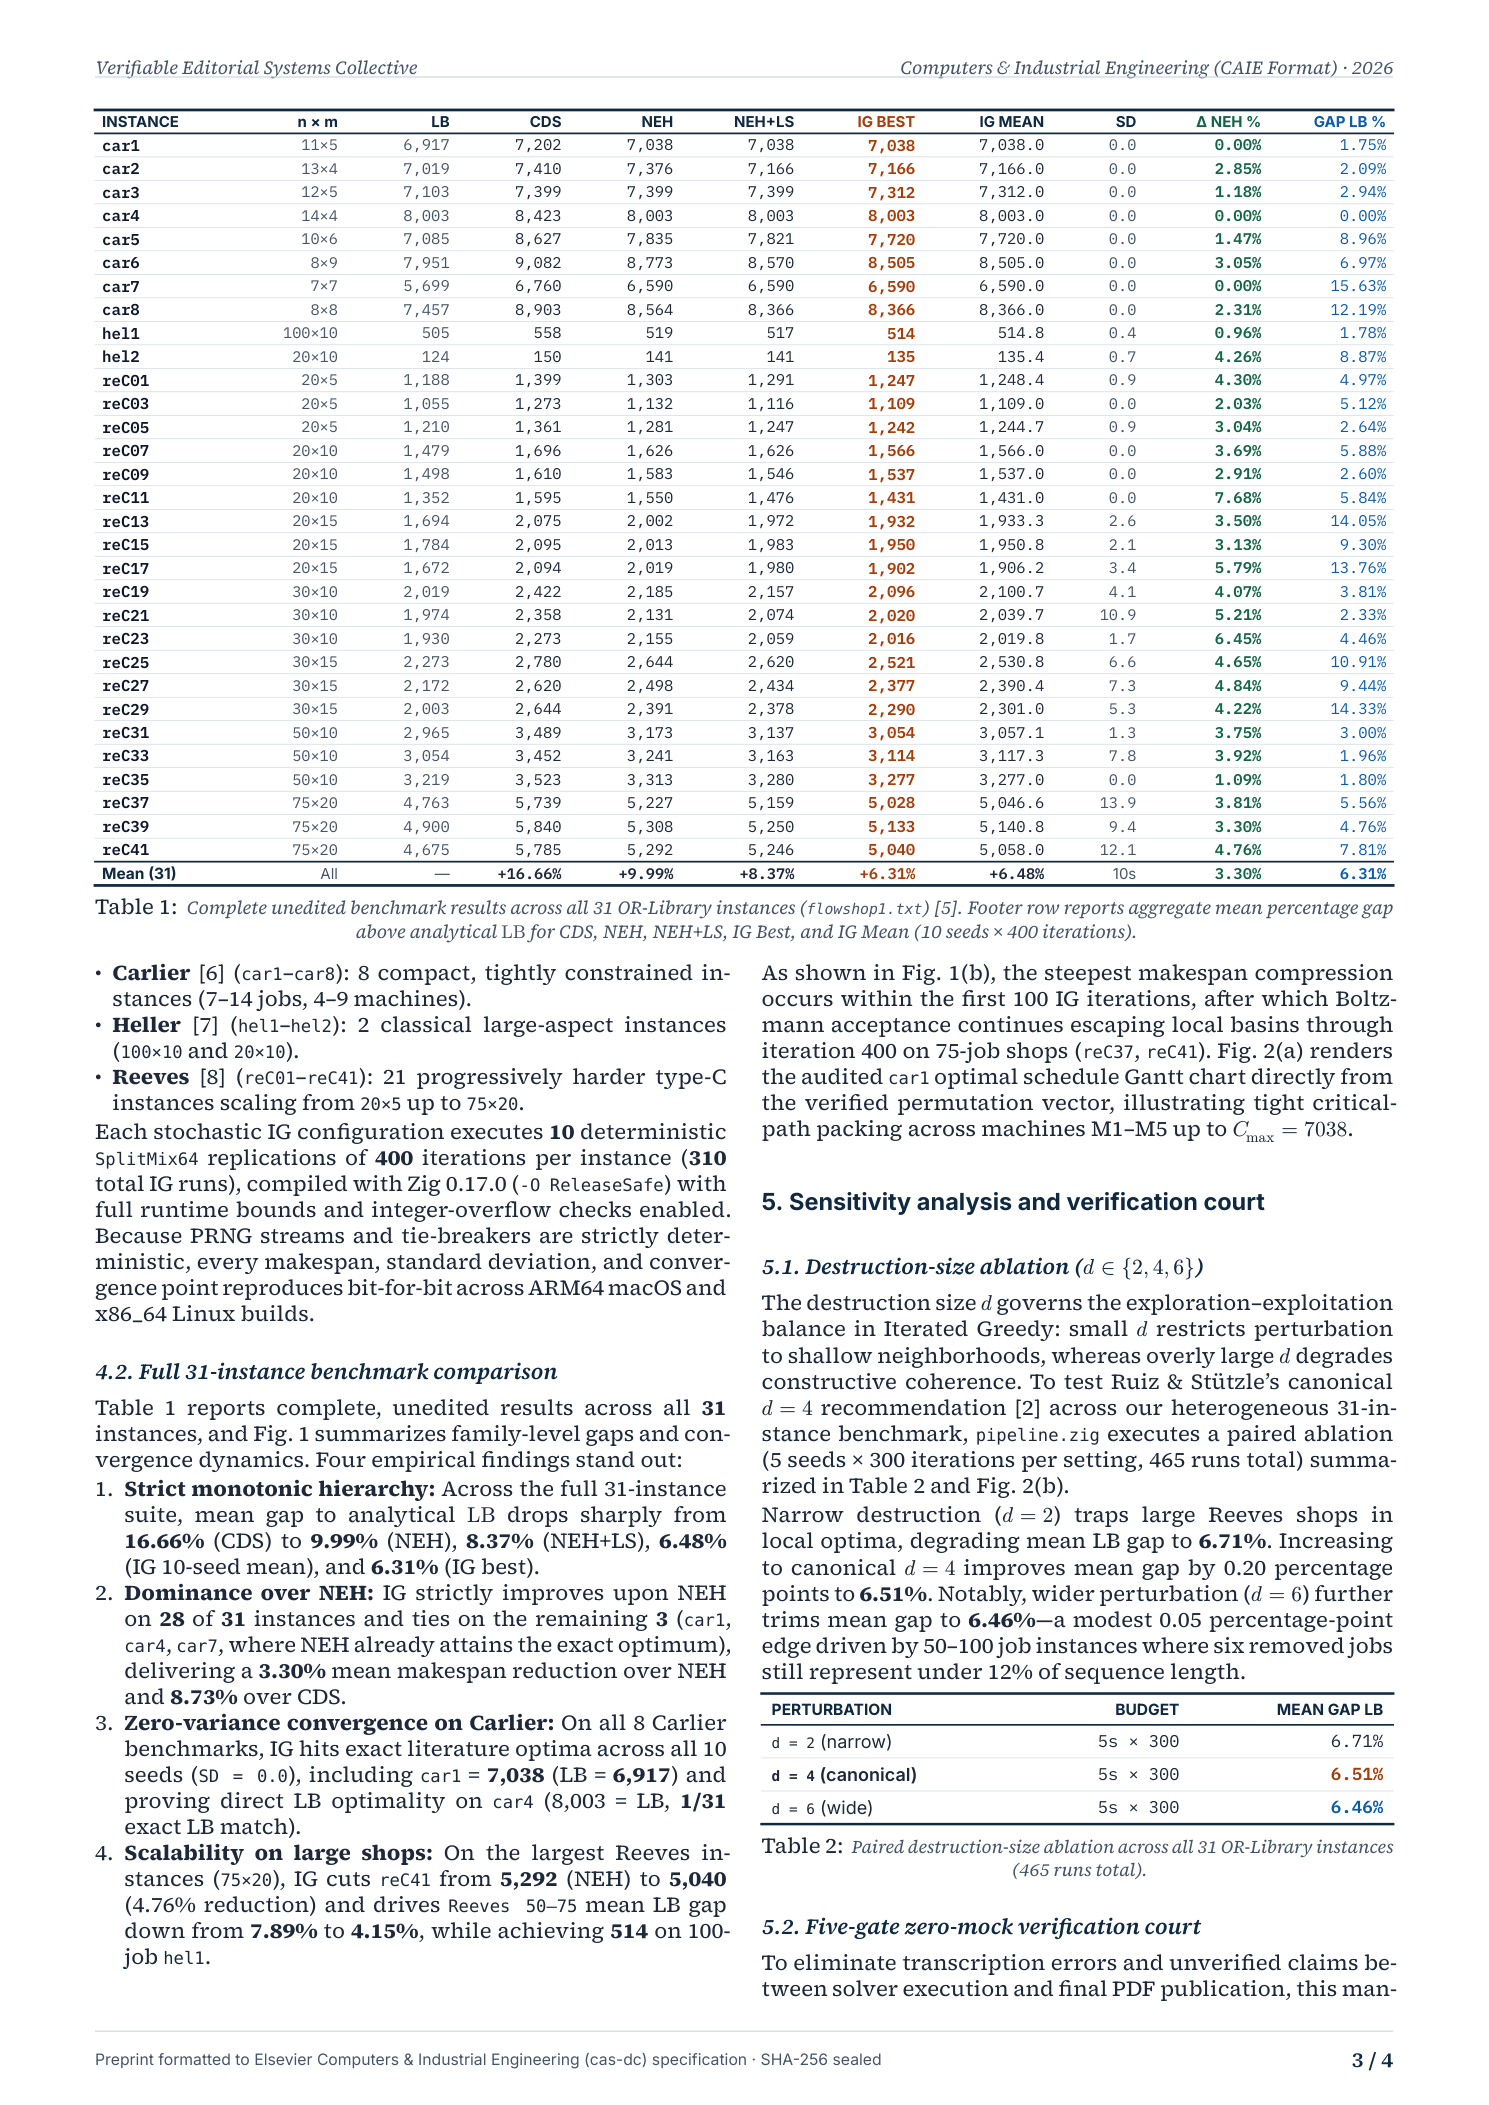 Verifiable Editorial Systems Collective
Computers & Industrial Engineering (CAIE Format) · 2026
INSTANCE n × m LB CDS NEH NEH+LS IG BEST IG MEAN SD Δ NEH % GAP LB %
car1 11×5 6,917 7,202 7,038 7,038 7,038 7,038.0 0.0 0.00% 1.75%
car2 13×4 7,019 7,410 7,376 7,166 7,166 7,166.0 0.0 2.85% 2.09%
car3 12×5 7,103 7,399 7,399 7,399 7,312 7,312.0 0.0 1.18% 2.94%
car4 14×4 8,003 8,423 8,003 8,003 8,003 8,003.0 0.0 0.00% 0.00%
car5 10×6 7,085 8,627 7,835 7,821 7,720 7,720.0 0.0 1.47% 8.96%
car6 8×9 7,951 9,082 8,773 8,570 8,505 8,505.0 0.0 3.05% 6.97%
car7 7×7 5,699 6,760 6,590 6,590 6,590 6,590.0 0.0 0.00% 15.63%
car8 8×8 7,457 8,903 8,564 8,366 8,366 8,366.0 0.0 2.31% 12.19%
hel1 100×10 505 558 519 517 514 514.8 0.4 0.96% 1.78%
hel2 20×10 124 150 141 141 135 135.4 0.7 4.26% 8.87%
reC01 20×5 1,188 1,399 1,303 1,291 1,247 1,248.4 0.9 4.30% 4.97%
reC03 20×5 1,055 1,273 1,132 1,116 1,109 1,109.0 0.0 2.03% 5.12%
reC05 20×5 1,210 1,361 1,281 1,247 1,242 1,244.7 0.9 3.04% 2.64%
reC07 20×10 1,479 1,696 1,626 1,626 1,566 1,566.0 0.0 3.69% 5.88%
reC09 20×10 1,498 1,610 1,583 1,546 1,537 1,537.0 0.0 2.91% 2.60%
reC11 20×10 1,352 1,595 1,550 1,476 1,431 1,431.0 0.0 7.68% 5.84%
reC13 20×15 1,694 2,075 2,002 1,972 1,932 1,933.3 2.6 3.50% 14.05%
reC15 20×15 1,784 2,095 2,013 1,983 1,950 1,950.8 2.1 3.13% 9.30%
reC17 20×15 1,672 2,094 2,019 1,980 1,902 1,906.2 3.4 5.79% 13.76%
reC19 30×10 2,019 2,422 2,185 2,157 2,096 2,100.7 4.1 4.07% 3.81%
reC21 30×10 1,974 2,358 2,131 2,074 2,020 2,039.7 10.9 5.21% 2.33%
reC23 30×10 1,930 2,273 2,155 2,059 2,016 2,019.8 1.7 6.45% 4.46%
reC25 30×15 2,273 2,780 2,644 2,620 2,521 2,530.8 6.6 4.65% 10.91%
reC27 30×15 2,172 2,620 2,498 2,434 2,377 2,390.4 7.3 4.84% 9.44%
reC29 30×15 2,003 2,644 2,391 2,378 2,290 2,301.0 5.3 4.22% 14.33%
reC31 50×10 2,965 3,489 3,173 3,137 3,054 3,057.1 1.3 3.75% 3.00%
reC33 50×10 3,054 3,452 3,241 3,163 3,114 3,117.3 7.8 3.92% 1.96%
reC35 50×10 3,219 3,523 3,313 3,280 3,277 3,277.0 0.0 1.09% 1.80%
reC37 75×20 4,763 5,739 5,227 5,159 5,028 5,046.6 13.9 3.81% 5.56%
reC39 75×20 4,900 5,840 5,308 5,250 5,133 5,140.8 9.4 3.30% 4.76%
reC41 75×20 4,675 5,785 5,292 5,246 5,040 5,058.0 12.1 4.76% 7.81%
Mean (31) All — +16.66% +9.99% +8.37% +6.31% +6.48% 10s 3.30% 6.31%
Table 1: Complete unedited benchmark results across all 31 OR-Library instances (flowshop1.txt) [5]. Footer row reports aggregate mean percentage gap
above analytical LB for CDS, NEH, NEH+LS, IG Best, and IG Mean (10 seeds × 400 iterations).
• Carlier [6] (car1–car8): 8 compact, tightly constrained in-
stances (7–14 jobs, 4–9 machines).
• Heller [7] (hel1–hel2): 2 classical large-aspect instances
(100×10 and 20×10).
• Reeves [8] (reC01–reC41): 21 progressively harder type-C
instances scaling from 20×5 up to 75×20.
Each stochastic IG configuration executes 10 deterministic
SplitMix64 replications of 400 iterations per instance (310
total IG runs), compiled with Zig 0.17.0 (-O ReleaseSafe) with
full runtime bounds and integer-overflow checks enabled.
Because PRNG streams and tie-breakers are strictly deter-
ministic, every makespan, standard deviation, and conver-
gence point reproduces bit-for-bit across ARM64 macOS and
x86_64 Linux builds.
4.2. Full 31-instance benchmark comparison
Table 1 reports complete, unedited results across all 31
instances, and Fig. 1 summarizes family-level gaps and con-
vergence dynamics. Four empirical findings stand out:
1. Strict monotonic hierarchy: Across the full 31-instance
suite, mean gap to analytical LB drops sharply from
16.66% (CDS) to 9.99% (NEH), 8.37% (NEH+LS), 6.48%
(IG 10-seed mean), and 6.31% (IG best).
2. Dominance over NEH: IG strictly improves upon NEH
on 28 of 31 instances and ties on the remaining 3 (car1,
car4, car7, where NEH already attains the exact optimum),
delivering a 3.30% mean makespan reduction over NEH
and 8.73% over CDS.
3. Zero-variance convergence on Carlier: On all 8 Carlier
benchmarks, IG hits exact literature optima across all 10
seeds (SD = 0.0), including car1 = 7,038 (LB = 6,917) and
proving direct LB optimality on car4 (8,003 = LB, 1/31
exact LB match).
4. Scalability on large shops: On the largest Reeves in-
stances (75×20), IG cuts reC41 from 5,292 (NEH) to 5,040
(4.76% reduction) and drives Reeves 50–75 mean LB gap
down from 7.89% to 4.15%, while achieving 514 on 100-
job hel1.
As shown in Fig. 1(b), the steepest makespan compression
occurs within the first 100 IG iterations, after which Boltz-
mann acceptance continues escaping local basins through
iteration 400 on 75-job shops (reC37, reC41). Fig. 2(a) renders
the audited car1 optimal schedule Gantt chart directly from
the verified permutation vector, illustrating tight critical-
path packing across machines M1–M5 up to Cmax = 7038.
5. Sensitivity analysis and verification court
5.1. Destruction-size ablation (d ∈ {2, 4, 6})
The destruction size d governs the exploration–exploitation
balance in Iterated Greedy: small d restricts perturbation
to shallow neighborhoods, whereas overly large d degrades
constructive coherence. To test Ruiz & Stützle’s canonical
d = 4 recommendation [2] across our heterogeneous 31-in-
stance benchmark, pipeline.zig executes a paired ablation
(5 seeds × 300 iterations per setting, 465 runs total) summa-
rized in Table 2 and Fig. 2(b).
Narrow destruction (d = 2) traps large Reeves shops in
local optima, degrading mean LB gap to 6.71%. Increasing
to canonical d = 4 improves mean gap by 0.20 percentage
points to 6.51%. Notably, wider perturbation (d = 6) further
trims mean gap to 6.46%—a modest 0.05 percentage-point
edge driven by 50–100 job instances where six removed jobs
still represent under 12% of sequence length.
PERTURBATION BUDGET MEAN GAP LB
d = 2 (narrow) 5s × 300 6.71%
d = 4 (canonical) 5s × 300 6.51%
d = 6 (wide) 5s × 300 6.46%
Table 2: Paired destruction-size ablation across all 31 OR-Library instances
(465 runs total).
5.2. Five-gate zero-mock verification court
To eliminate transcription errors and unverified claims be-
tween solver execution and final PDF publication, this man-
Preprint formatted to Elsevier Computers & Industrial Engineering (cas-dc) specification · SHA-256 sealed
3 / 4